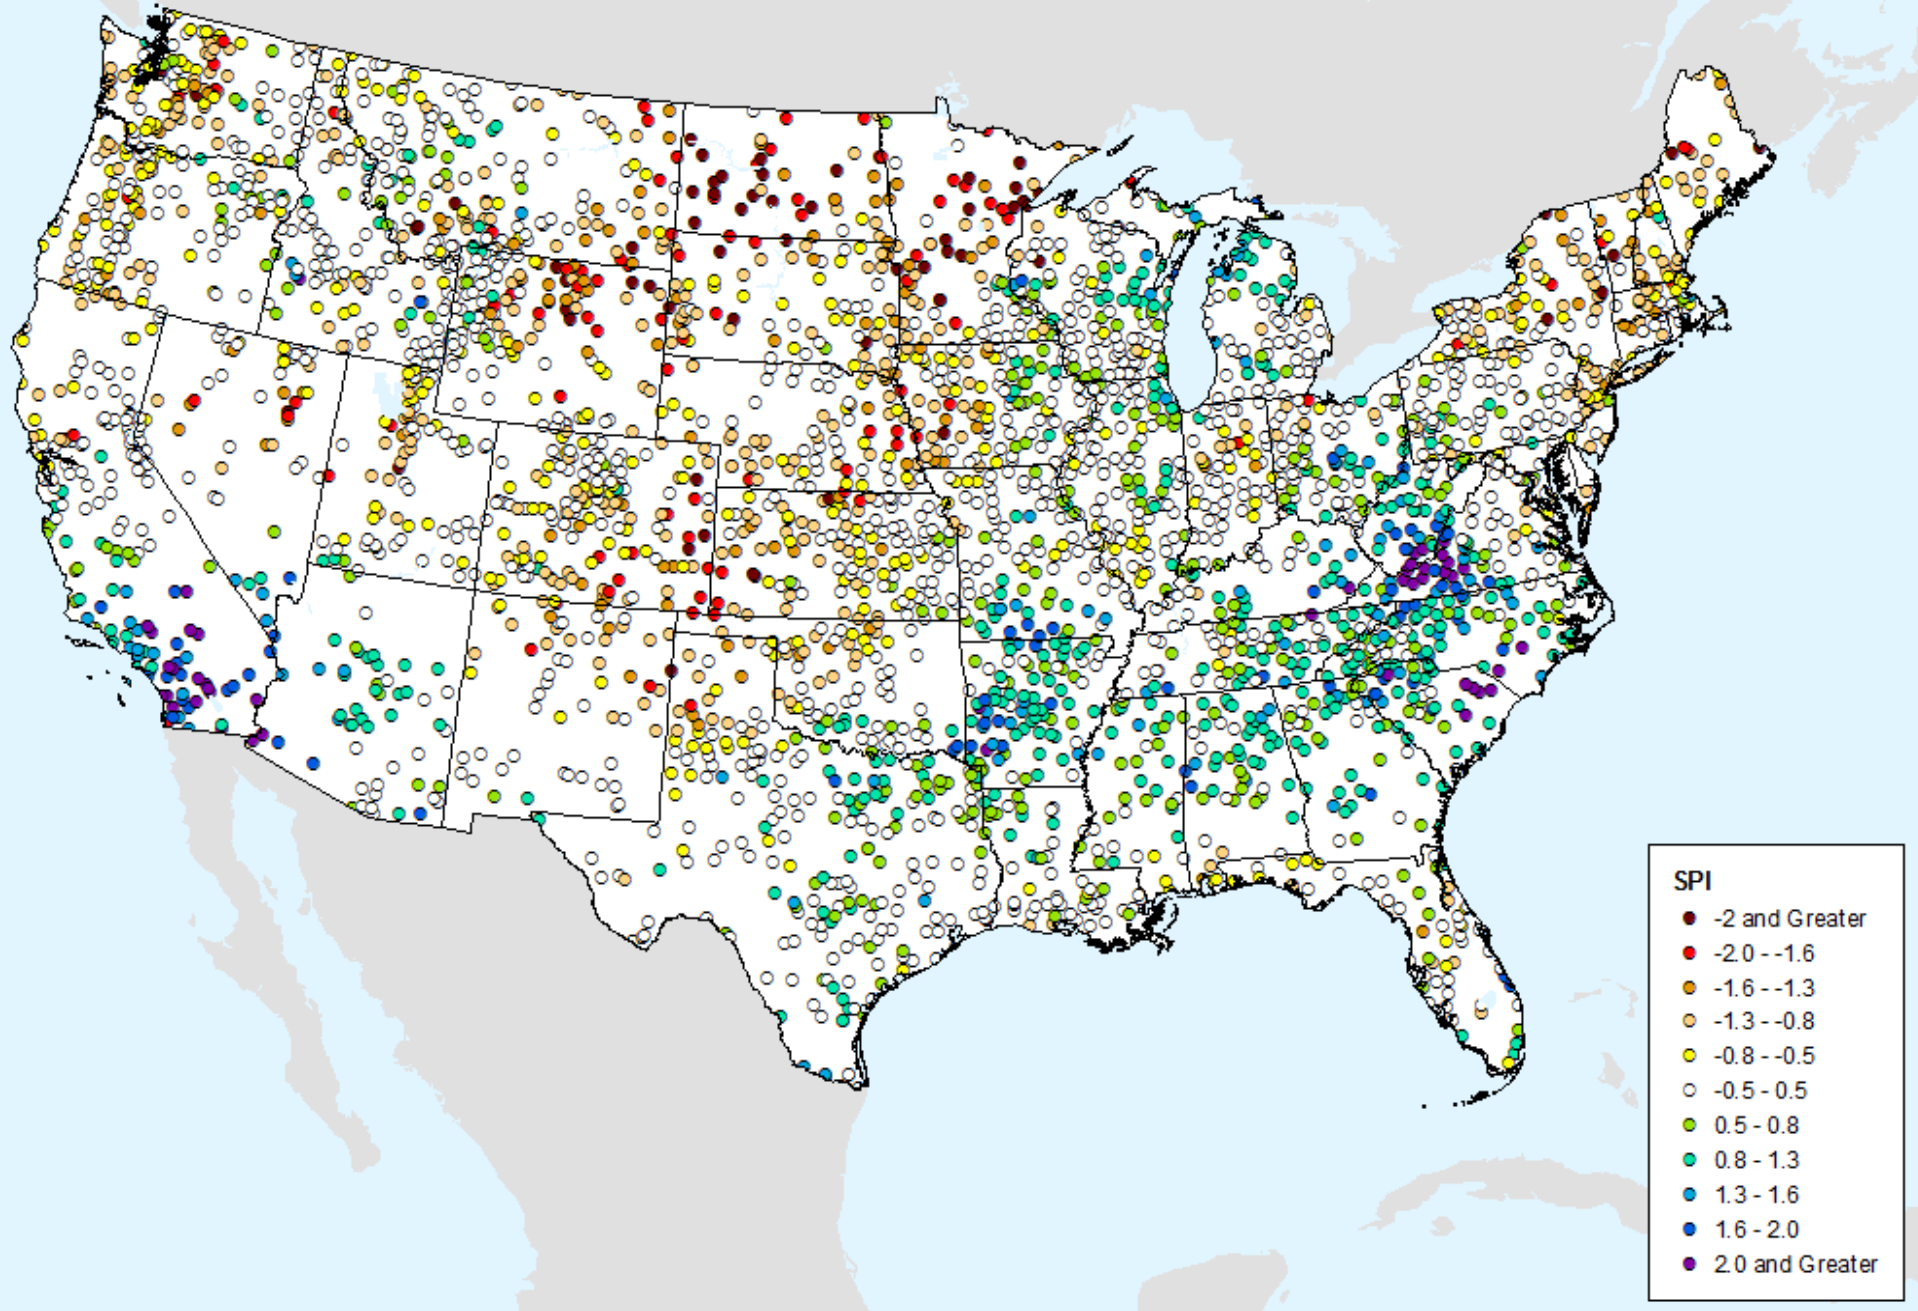 SPI
-2 and Greater
-2.0 - -1.6
-1.6 - -1.3
-1.3 - -0.8
-0.8 - -0.5
-0.5 - 0.5
0.5 - 0.8
0.8 - 1.3
1.3 - 1.6
1.6 - 2.0
2.0 and Greater